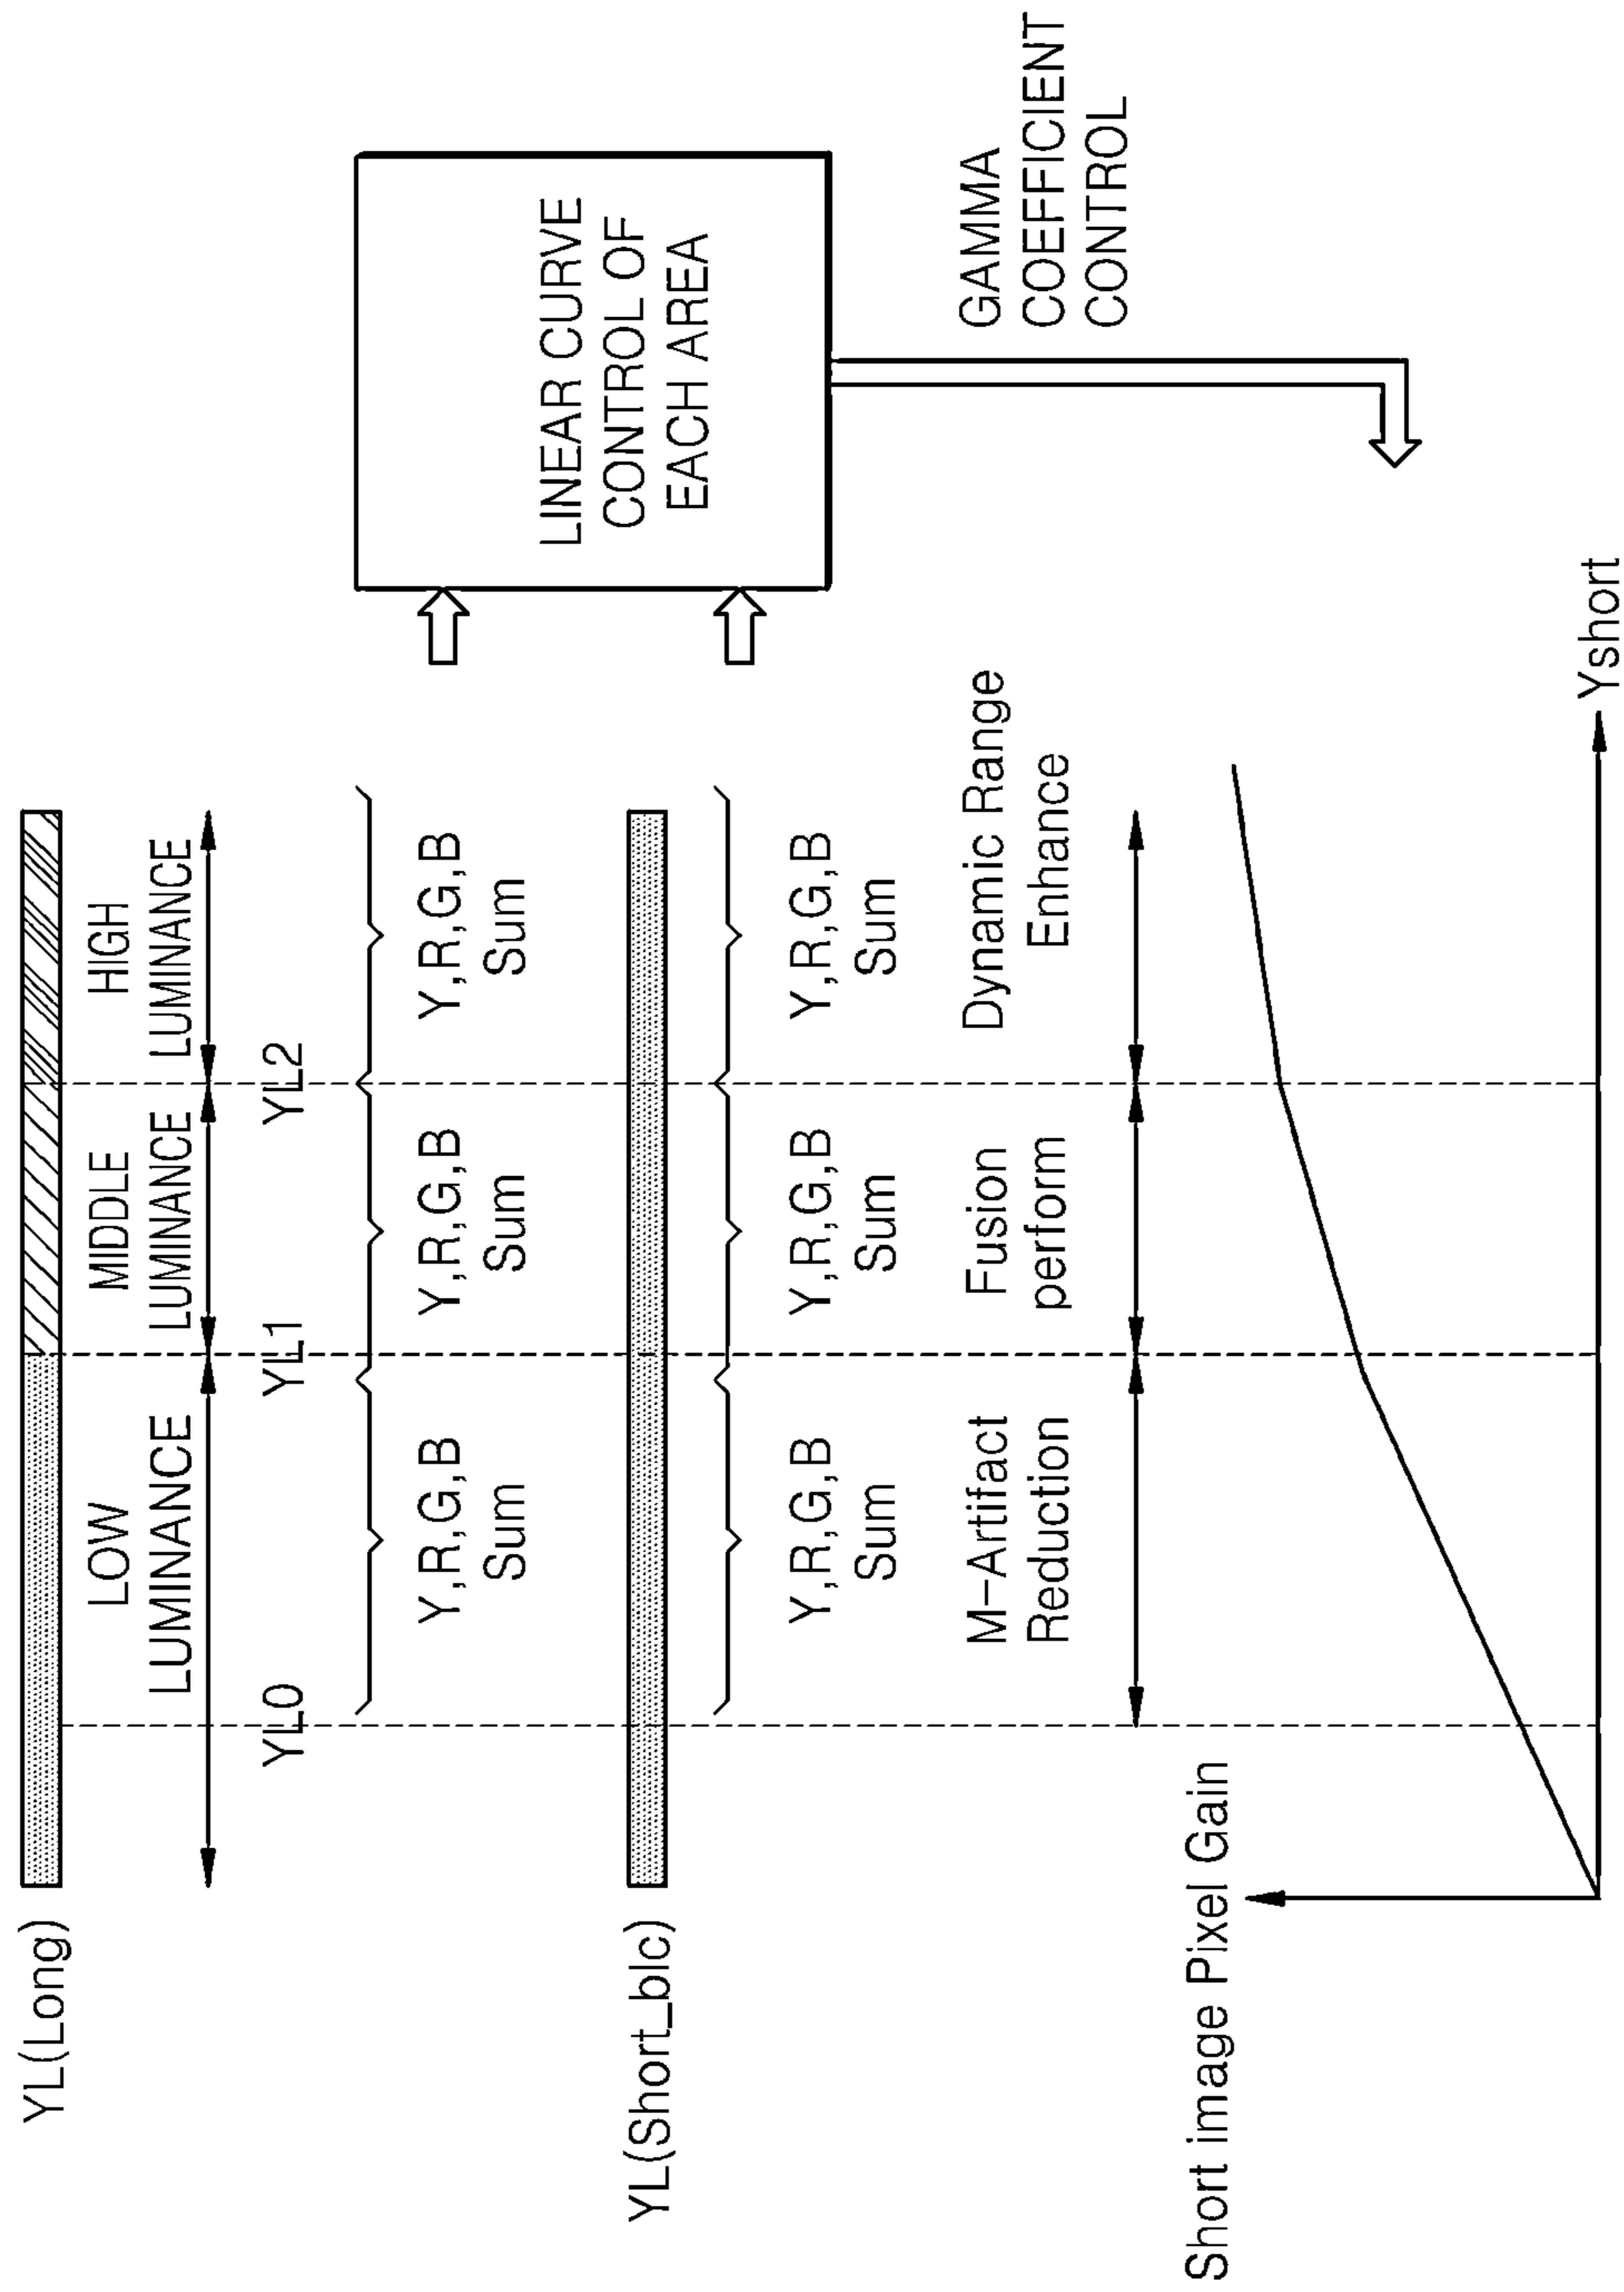 YL(Long)
LOW
LUMINANCE
MIDDLE
LUMINANCE
HIGH
LUMINANCE
YL0
YL1
YL2
Y,R,G,B
Sum
Y,R,G,B
Sum
Y,R,G,B
Sum
LINEAR CURVE
CONTROL OF
EACH AREA
YL(Short_blc)
Y,R,G,B
Sum
Y,R,G,B
Sum
Y,R,G,B
Sum
M-Artifact
Reduction
Fusion
perform
Dynamic Range
Enhance
GAMMA
COEFFICIENT
CONTROL
Short image Pixel Gain
Yshort